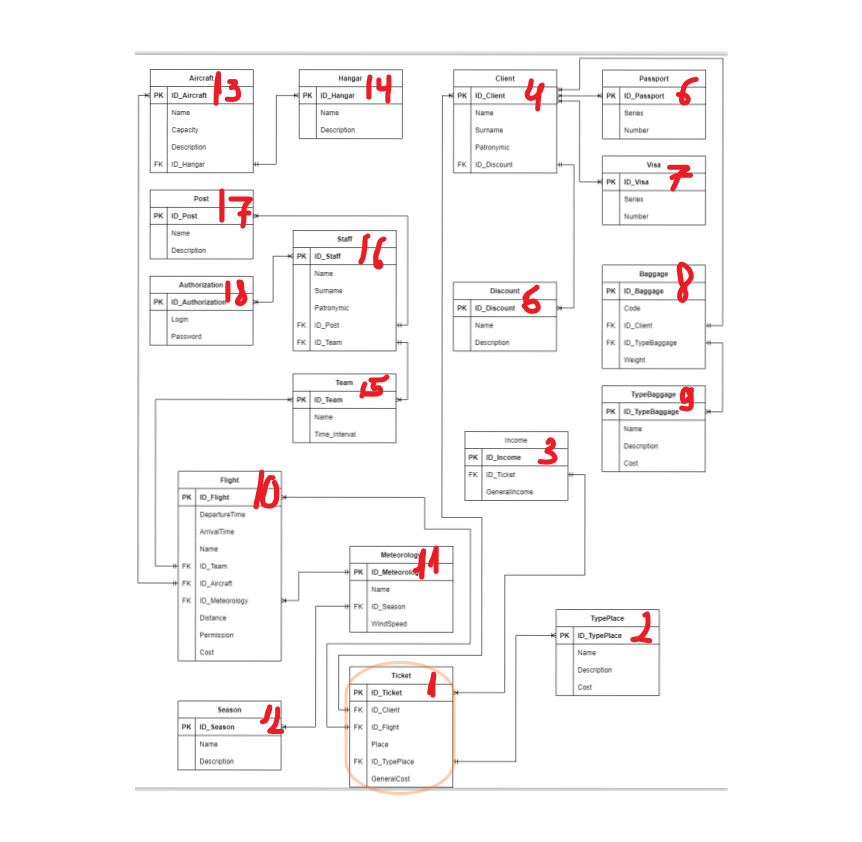 Aircraft
13
PK ID_Aircraft
Name
Capacity
Description
FK ID_Hangar
Hangar
14
PK ID_Hangar
Name
Description
Client
4
PK ID_Client
Name
Surname
Patronymic
FK ID_Discount
Passport
6
PK ID_Passport
Series
Number
Visa
7
PK ID_Visa
Series
Number
Post
17
PK ID_Post
Name
Description
Staff
16
PK ID_Staff
Name
Surname
Patronymic
FK ID_Post
FK ID_Team
Authorization
18
PK ID_Authorization
Login
Password
Discount
5
PK ID_Discount
Name
Description
Baggage
8
PK ID_Baggage
Code
FK ID_Client
FK ID_TypeBaggage
Weight
Team
15
PK ID_Team
Name
Time_Interval
TypeBaggage
9
PK ID_TypeBaggage
Name
Description
Cost
Income
3
PK ID_Income
FK ID_Ticket
GeneralIncome
Flight
10
PK ID_Flight
DepartureTime
ArrivalTime
Name
FK ID_Team
FK ID_Aircraft
FK ID_Meteorology
Distance
Permission
Cost
Meteorology
11
PK ID_Meteorology
Name
FK ID_Season
WindSpeed
TypePlace
2
PK ID_TypePlace
Name
Description
Cost
Ticket
1
PK ID_Ticket
FK ID_Client
FK ID_Flight
Place
FK ID_TypePlace
GeneralCost
Season
12
PK ID_Season
Name
Description